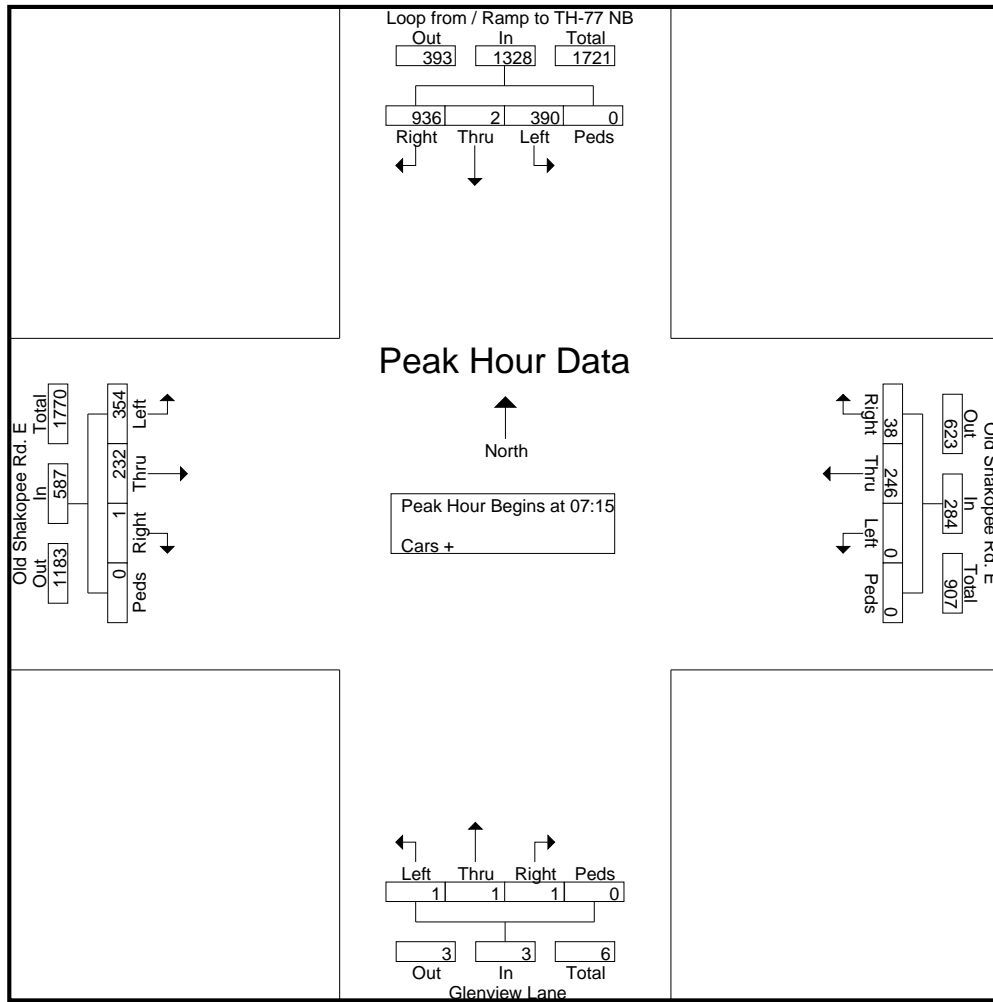 Loop from / Ramp to TH-77 NB
Out In Total
393 1328 1721
936 2 390 0
Right Thru Left Peds
Peak Hour Data
North
Peak Hour Begins at 07:15
Cars +
Old Shakopee Rd. E
Out In Total
1183 587 1770
354 232 1 0
Left Thru Right Peds
Old Shakopee Rd. E
Out In Total
623 284 907
38 246 0 0
Right Thru Left Peds
Left Thru Right Peds
1 1 1 0
3 3 6
Out In Total
Glenview Lane